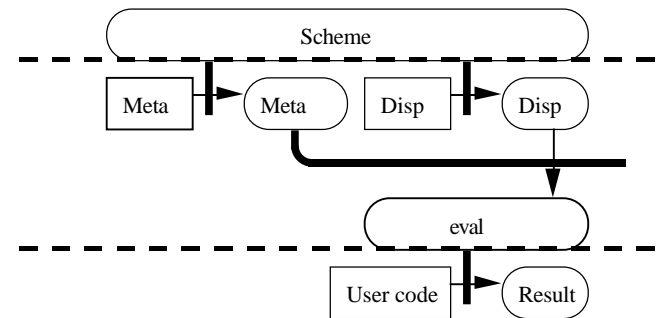 Scheme
Meta
Meta
Disp
Disp
eval
User code
Result